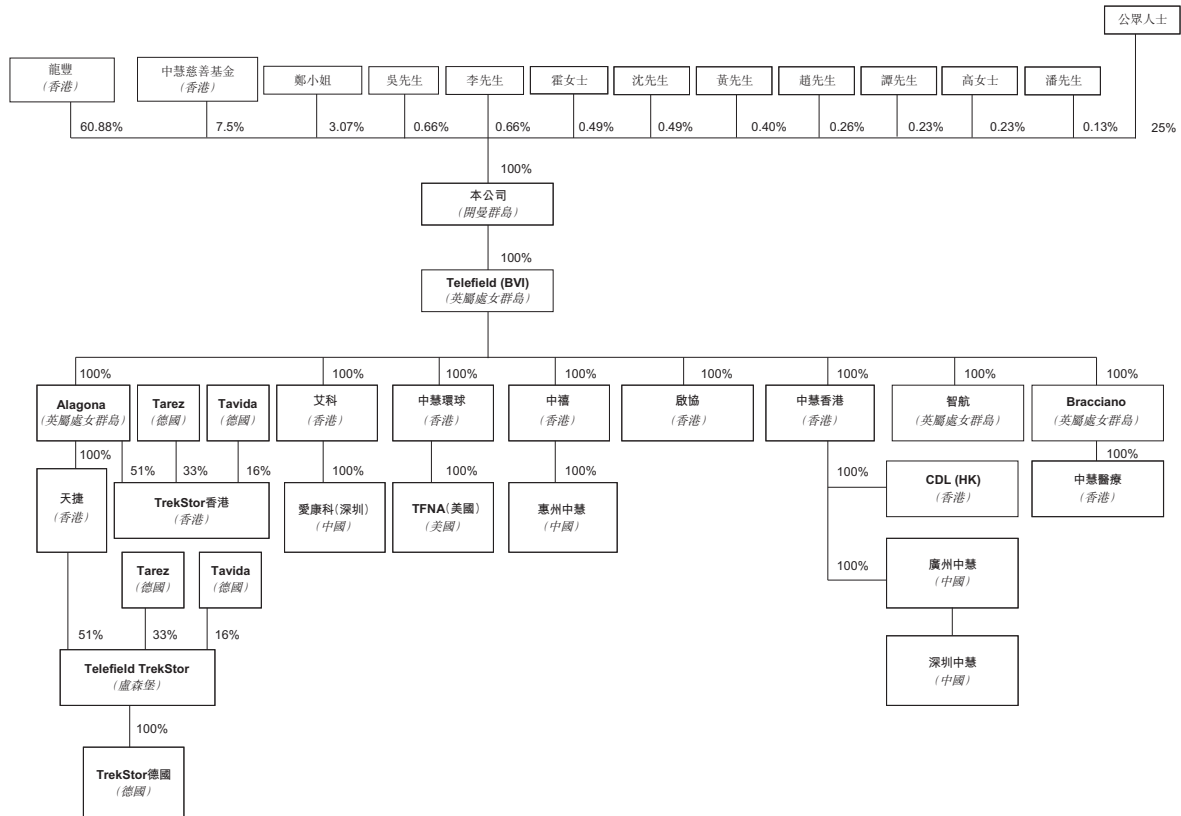 公眾人士
龍豐
（香港）
中慧慈善基金
（香港）
鄭小姐
吳先生
李先生
霍女士
沈先生
黃先生
趙先生
譚先生
高女士
潘先生
60.88%
7.5%
3.07%
0.66%
0.66%
0.49%
0.49%
0.40%
0.26%
0.23%
0.23%
0.13%
25%
100%
本公司
（開曼群島）
100%
Telefield (BVI)
（英屬處女群島）
100%
100%
100%
100%
100%
100%
100%
100%
Alagona
（英屬處女群島）
Tarez
（德國）
Tavida
（德國）
艾科
（香港）
中慧環球
（香港）
中禧
（香港）
啟協
（香港）
中慧香港
（香港）
智航
（英屬處女群島）
Bracciano
（英屬處女群島）
100%
51%
33%
16%
100%
100%
100%
100%
100%
天捷
（香港）
TrekStor香港
（香港）
愛康科（深圳）
（中國）
TFNA（美國）
（美國）
惠州中慧
（中國）
CDL (HK)
（香港）
中慧醫療
（香港）
Tarez
（德國）
Tavida
（德國）
100%
廣州中慧
（中國）
51%
33%
16%
Telefield TrekStor
（盧森堡）
深圳中慧
（中國）
100%
TrekStor德國
（德國）